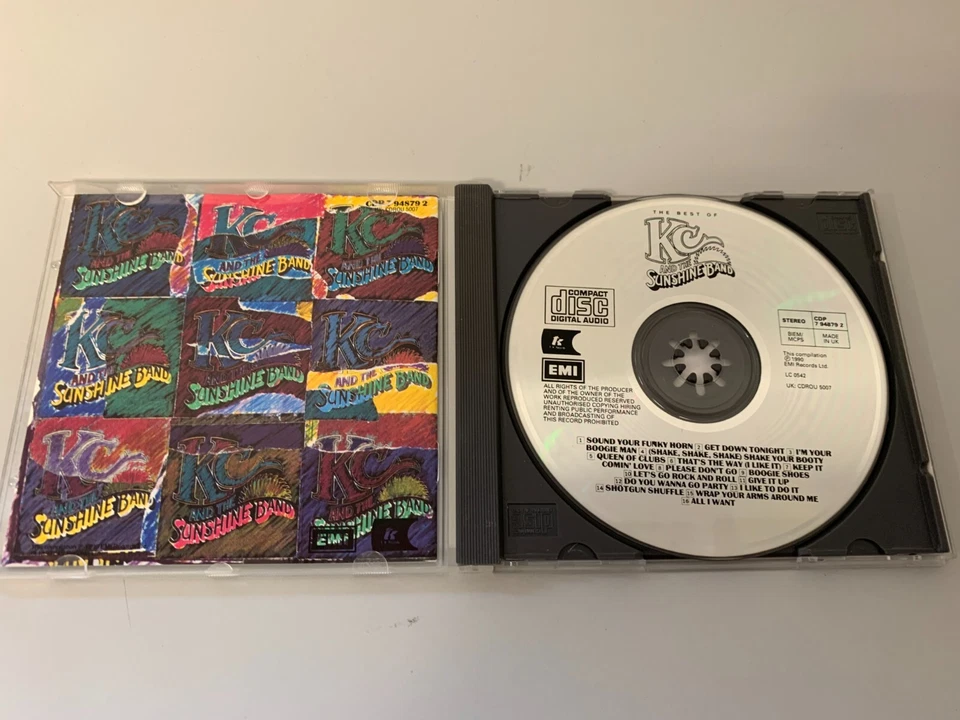 CDP 7 94879 2
CDROU 5007
KC
AND THE
SUNSHINE BAND
KC
AND THE
SUNSHINE BAND
KC
AND THE
SUNSHINE BAND
KC
AND THE
SUNSHINE BAND
KC
AND THE
SUNSHINE BAND
KC
AND THE
SUNSHINE BAND
KC
AND THE
SUNSHINE BAND
KC
AND THE
SUNSHINE BAND
KC
AND THE
SUNSHINE BAND
EMI
K
THE BEST OF
KC
AND THE
SUNSHINE BAND
COMPACT
disc
DIGITAL AUDIO
K
EMI
ALL RIGHTS OF THE PRODUCER
AND OF THE OWNER OF THE
WORK REPRODUCED RESERVED
UNAUTHORISED COPYING HIRING
RENTING PUBLIC PERFORMANCE
AND BROADCASTING OF
THIS RECORD PROHIBITED
STEREO
CDP
7 94879 2
BIEM/
MCPS
MADE
IN UK
This compilation
℗ 1990
EMI Records Ltd.
LC 0542
UK: CDROU 5007
1 SOUND YOUR FUNKY HORN 2 GET DOWN TONIGHT 3 I'M YOUR
BOOGIE MAN 4 (SHAKE, SHAKE, SHAKE) SHAKE YOUR BOOTY
5 QUEEN OF CLUBS 6 THAT'S THE WAY (I LIKE IT) 7 KEEP IT
COMIN' LOVE 8 PLEASE DON'T GO 9 BOOGIE SHOES
10 LET'S GO ROCK AND ROLL 11 GIVE IT UP
12 DO YOU WANNA GO PARTY 13 I LIKE TO DO IT
14 SHOTGUN SHUFFLE 15 WRAP YOUR ARMS AROUND ME
16 ALL I WANT